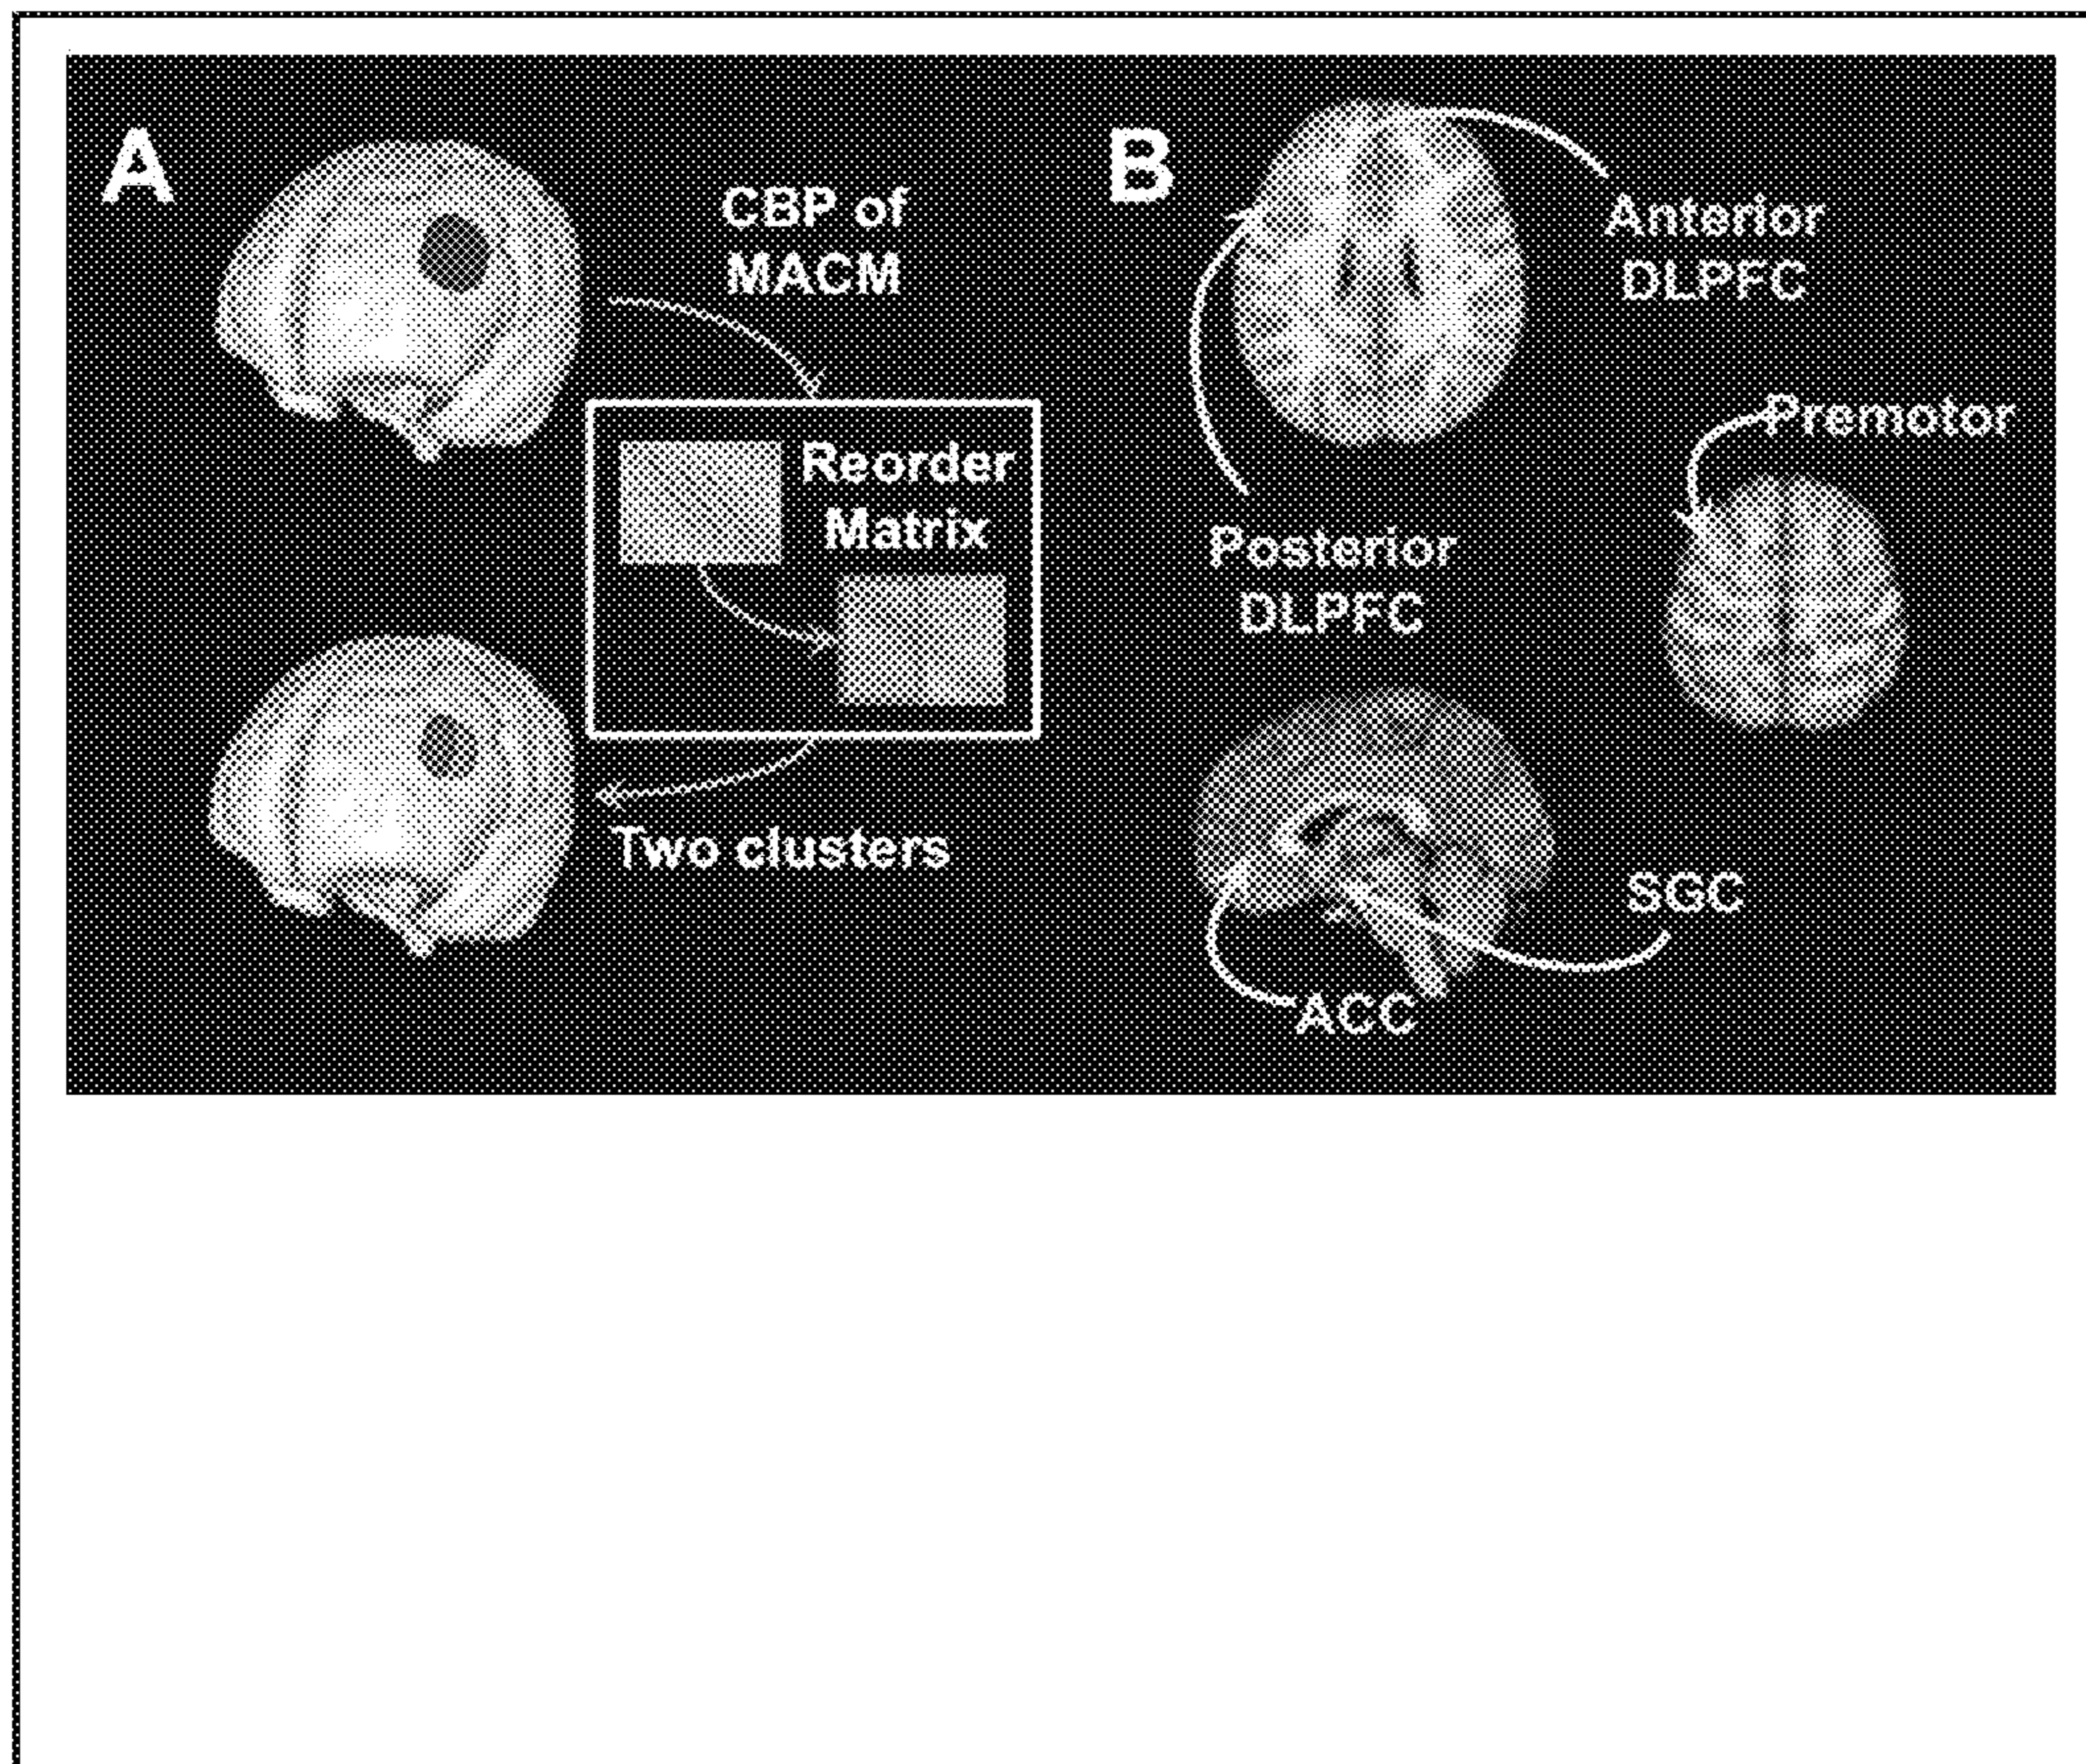 A
CBP of
MACM
Reorder
Matrix
Two clusters
B
Anterior
DLPFC
Premotor
Posterior
DLPFC
SGC
ACC